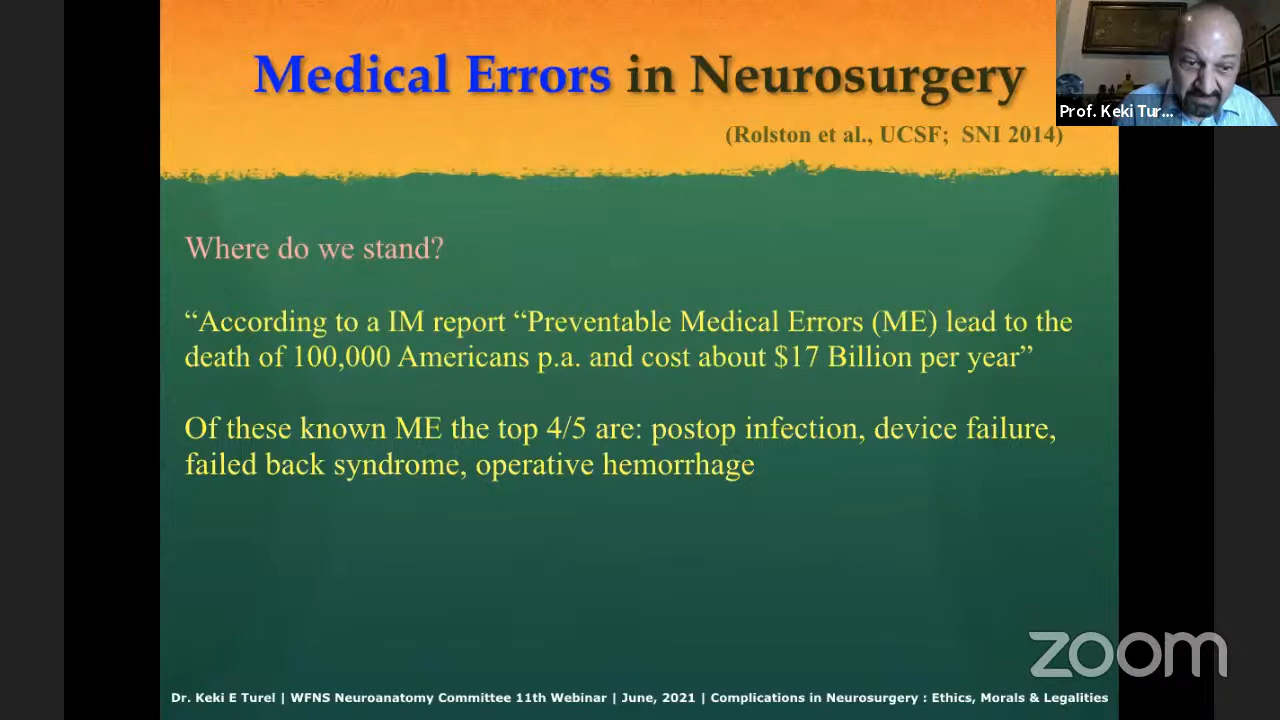 Medical Errors in Neurosurgery
(Rolston et al., UCSF; SNI 2014)
Prof. Keki Tur...
Where do we stand?
“According to a IM report “Preventable Medical Errors (ME) lead to the
death of 100,000 Americans p.a. and cost about $17 Billion per year”
Of these known ME the top 4/5 are: postop infection, device failure,
failed back syndrome, operative hemorrhage
zoom
Dr. Keki E Turel | WFNS Neuroanatomy Committee 11th Webinar | June, 2021 | Complications in Neurosurgery : Ethics, Morals & Legalities